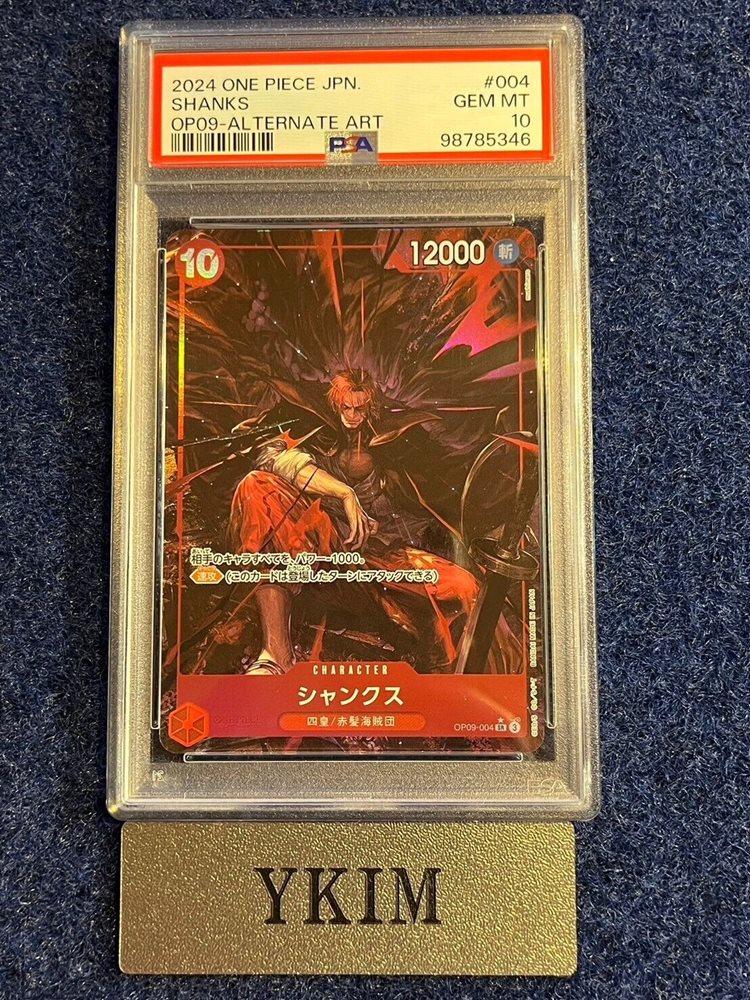 2024 ONE PIECE JPN. #004
SHANKS GEM MT
OP09-ALTERNATE ART 10
PSA 98785346
10 12000 斬
相手のキャラすべてを、パワー-1000。
速攻 (このカードは登場したターンにアタックできる)
CHARACTER
シャンクス
四皇/赤髪海賊団
OP09-004 SR 3
YKIM